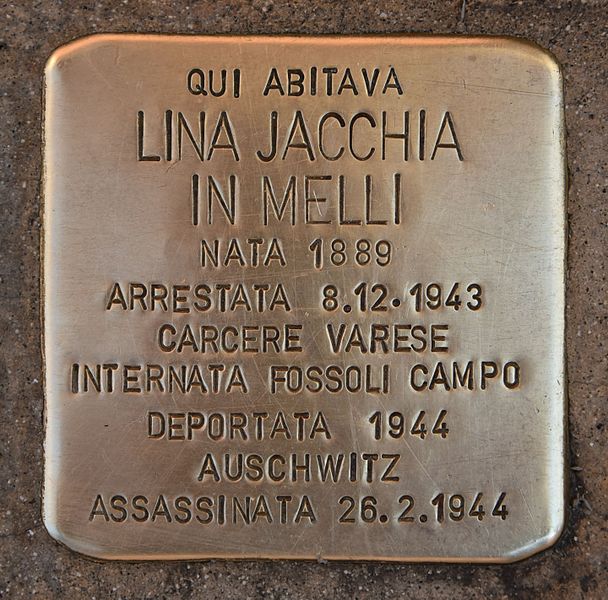 QUI ABITAVA
LINA JACCHIA
IN MELLI
NATA 1889
ARRESTATA 8.12.1943
CARCERE VARESE
INTERNATA FOSSOLI CAMPO
DEPORTATA 1944
AUSCHWITZ
ASSASSINATA 26.2.1944